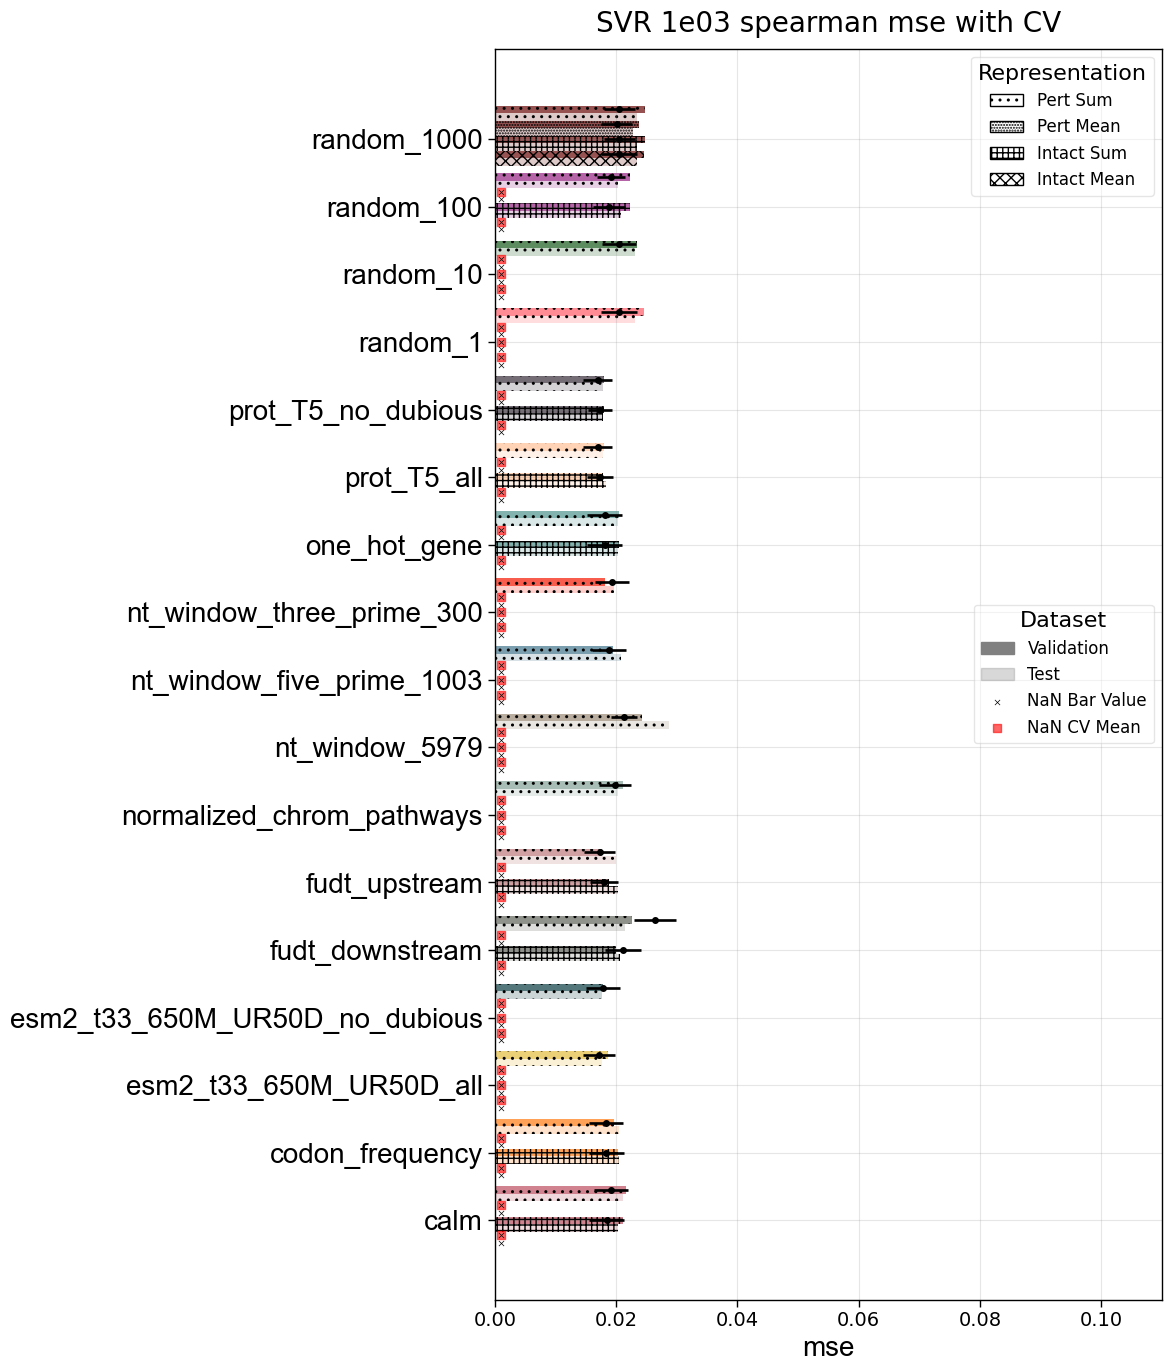 SVR 1e03 spearman mse with CV
Representation
Pert Sum
Pert Mean
Intact Sum
Intact Mean
random_1000
random_100
random_10
random_1
prot_T5_no_dubious
prot_T5_all
one_hot_gene
nt_window_three_prime_300
nt_window_five_prime_1003
nt_window_5979
normalized_chrom_pathways
fudt_upstream
fudt_downstream
esm2_t33_650M_UR50D_no_dubious
esm2_t33_650M_UR50D_all
codon_frequency
calm
Dataset
Validation
Test
NaN Bar Value
NaN CV Mean
0.00 0.02 0.04 0.06 0.08 0.10
mse